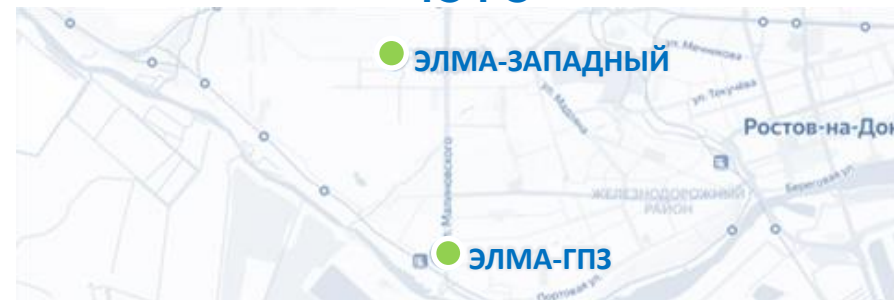 ЭЛМА-ЗАПАДНЫЙ
ул. Мечникова
ул. Текучёва
ул. Мадояна
Ростов-на-Дон
ул. Малиновского
Береговая ул.
ЖЕЛЕЗНОДОРОЖНЫЙ
РАЙОН
ЭЛМА-ГПЗ
Портовая ул.